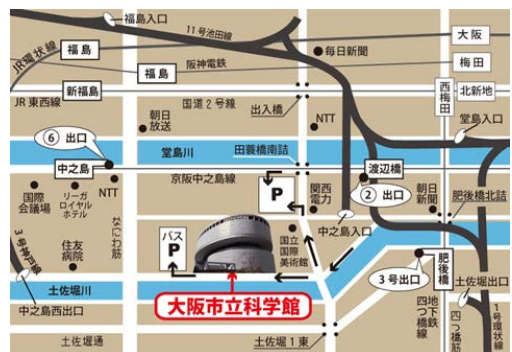 福島入口
11号池田線
大阪
JR環状線
福島
毎日新聞
梅田
福島
阪神電鉄
新福島
西梅田
北新地
JR東西線
国道2号線
出入橋
朝日
放送
NTT
堂島入口
⑥ 出口
堂島川
田蓑橋南詰
中之島
渡辺橋
京阪中之島線
② 出口
肥後橋北詰
国際
会議場
リーガ
ロイヤル
ホテル
NTT
なにわ筋
P
関西
電力
朝日
新聞
中之島入口
3号神戸線
住友
病院
バス
P
国立
国際
美術館
肥後橋
3号出口
土佐堀川
土佐堀出口
中之島西出口
大阪市立科学館
地下鉄
四つ橋線
四つ橋筋
1号環状線
土佐堀通
土佐堀1東